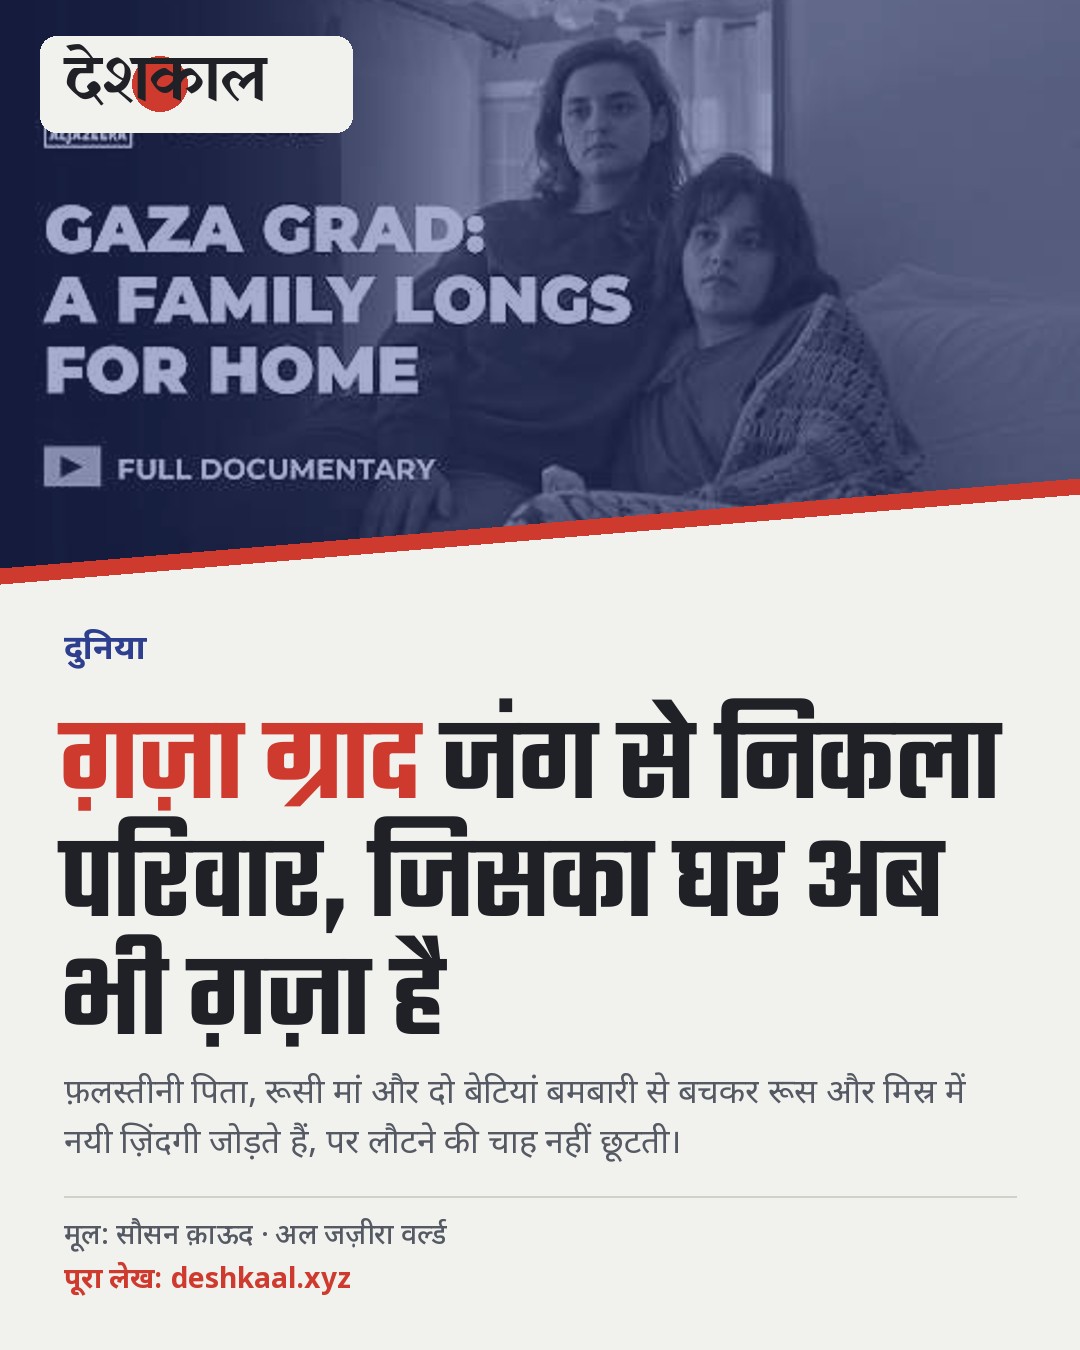 देशकाल
ALJAZEERA
GAZA GRAD:
A FAMILY LONGS
FOR HOME
FULL DOCUMENTARY
दुनिया
ग़ज़ा ग्राद जंग से निकला
परिवार, जिसका घर अब
भी ग़ज़ा है
फ़लस्तीनी पिता, रूसी मां और दो बेटियां बमबारी से बचकर रूस और मिस्र में
नयी ज़िंदगी जोड़ते हैं, पर लौटने की चाह नहीं छूटती।
मूल: सौसन क़ाऊद · अल जज़ीरा वर्ल्ड
पूरा लेख: deshkaal.xyz